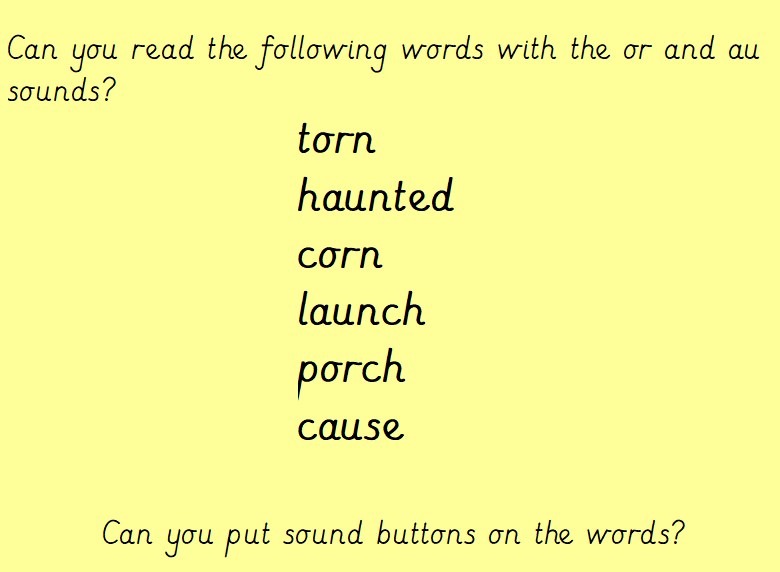 Can you read the following words with the or and au
sounds?
torn
haunted
corn
launch
porch
cause
Can you put sound buttons on the words?